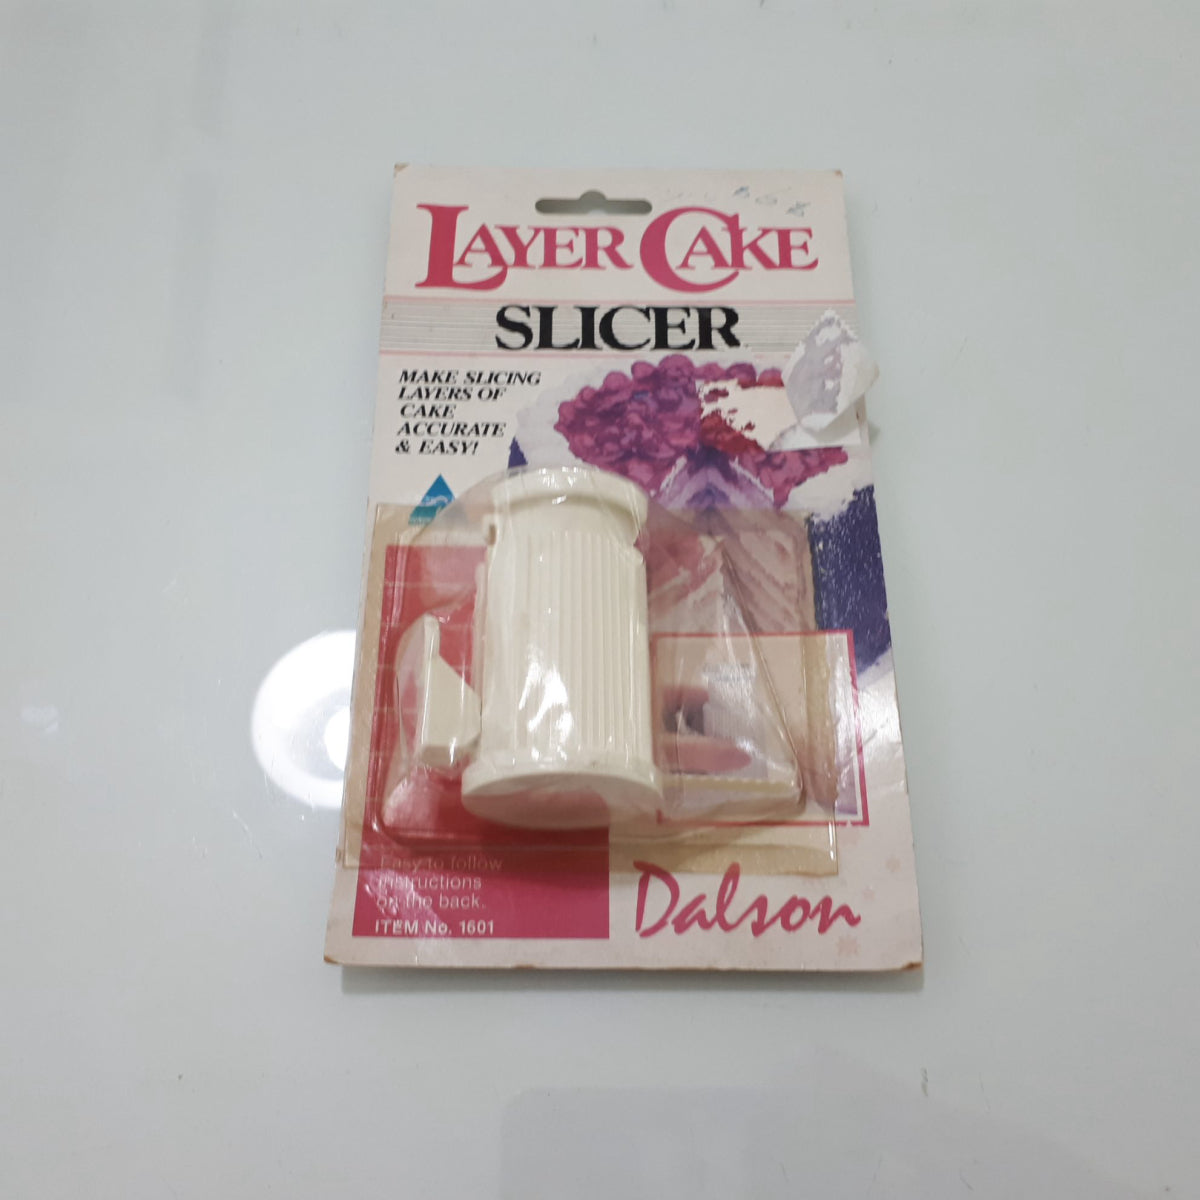 LAYER CAKE
SLICER
MAKE SLICING
LAYERS OF
CAKE
ACCURATE
& EASY!
Easy to follow
instructions
on the back.
ITEM No. 1601
Dalson